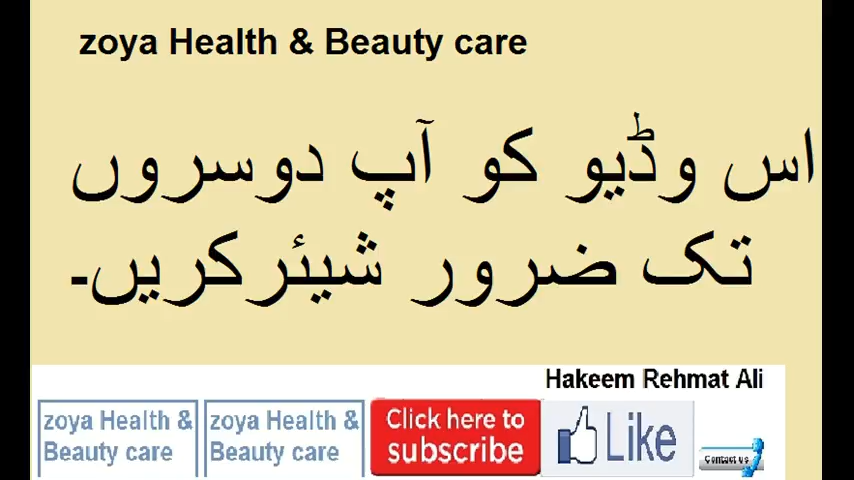 zoya Health & Beauty care
اس وڈیو کو آپ دوسروں
تک ضرور شیئرکریں۔
Hakeem Rehmat Ali
zoya Health &
Beauty care
zoya Health &
Beauty care
Click here to
subscribe
Like
Contact us